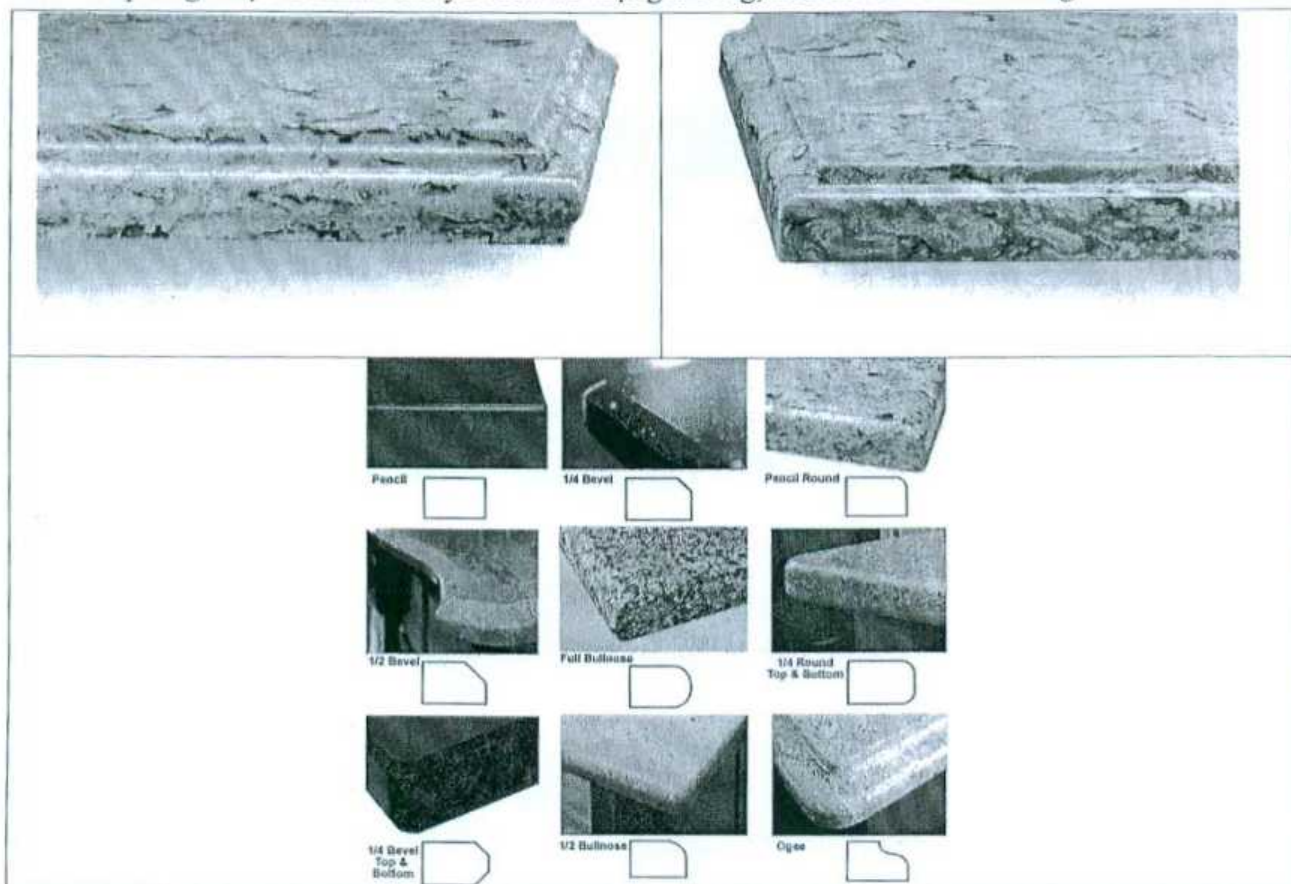 Pencil
1/4 Bevel
Pencil Round
1/2 Bevel
Full Bullnose
1/4 Round
Top & Bottom
1/4 Bevel
Top &
Bottom
1/2 Bullnose
Ogee